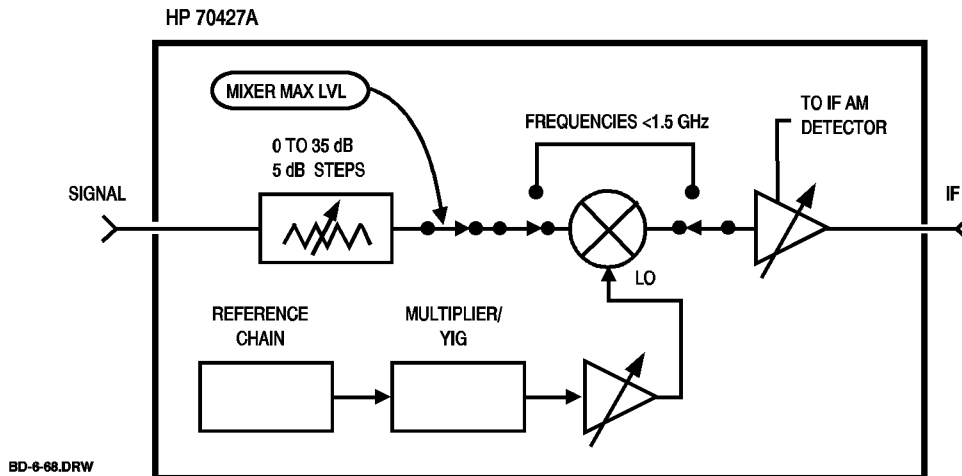 HP 70427A
MIXER MAX LVL
TO IF AM
DETECTOR
FREQUENCIES <1.5 GHz
0 TO 35 dB
5 dB STEPS
SIGNAL
IF
LO
REFERENCE
CHAIN
MULTIPLIER/
YIG
BD-6-68.DRW